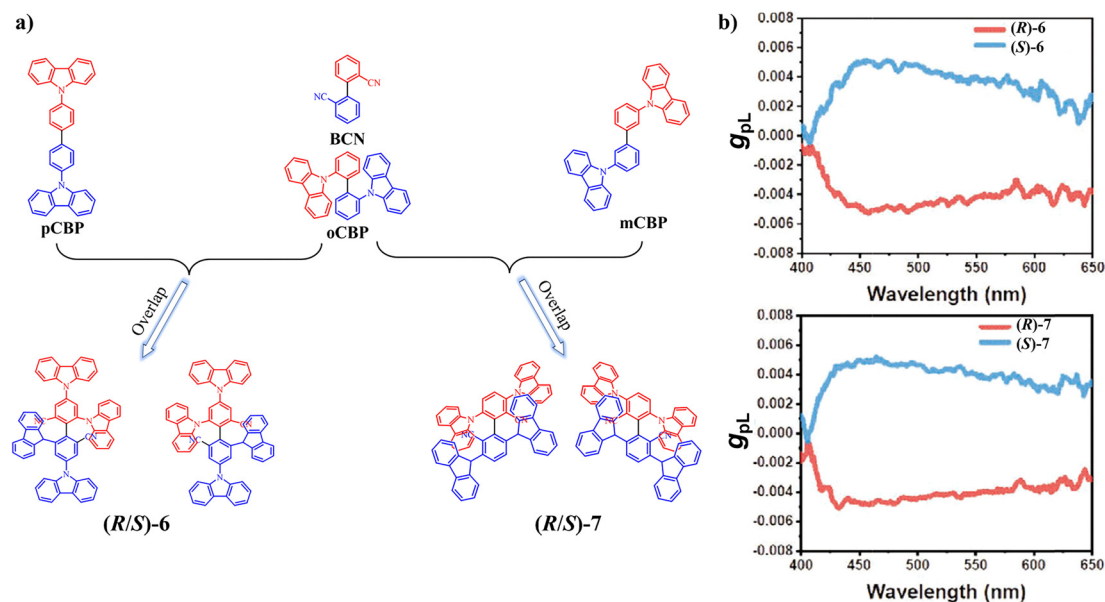 a)
N
N
pCBP
CN
NC
BCN
N
N
oCBP
N
N
mCBP
Overlap
Overlap
(R/S)-6
(R/S)-7
b)
(R)-6
(S)-6
0.008
0.006
0.004
0.002
0.000
-0.002
-0.004
-0.006
-0.008
gPL
400
450
500
550
600
650
Wavelength (nm)
(R)-7
(S)-7
0.008
0.006
0.004
0.002
0.000
-0.002
-0.004
-0.006
-0.008
gPL
400
450
500
550
600
650
Wavelength (nm)